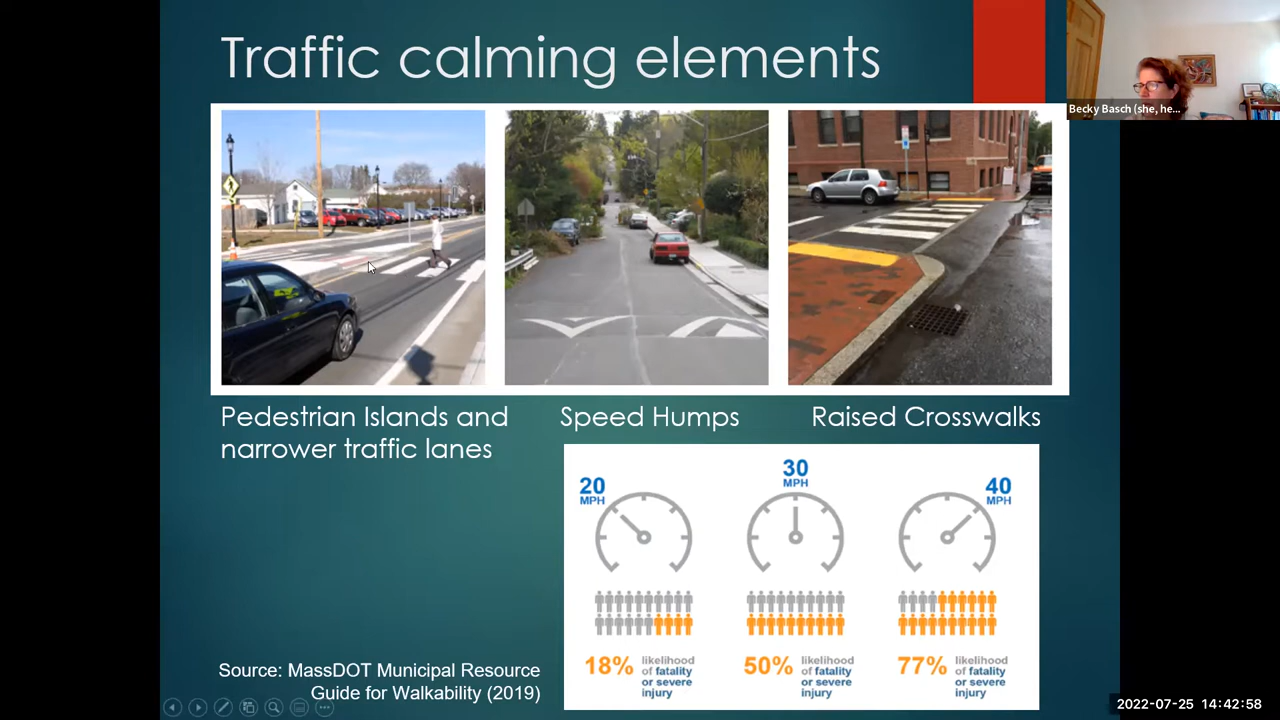 Traffic calming elements
Becky Basch (she, he...
Pedestrian Islands and
narrower traffic lanes
Speed Humps
Raised Crosswalks
20
MPH
30
MPH
40
MPH
18% likelihood
of fatality
or severe
injury
50% likelihood
of fatality
or severe
injury
77% likelihood
of fatality
or severe
injury
Source: MassDOT Municipal Resource
Guide for Walkability (2019)
2022-07-25 14:42:58